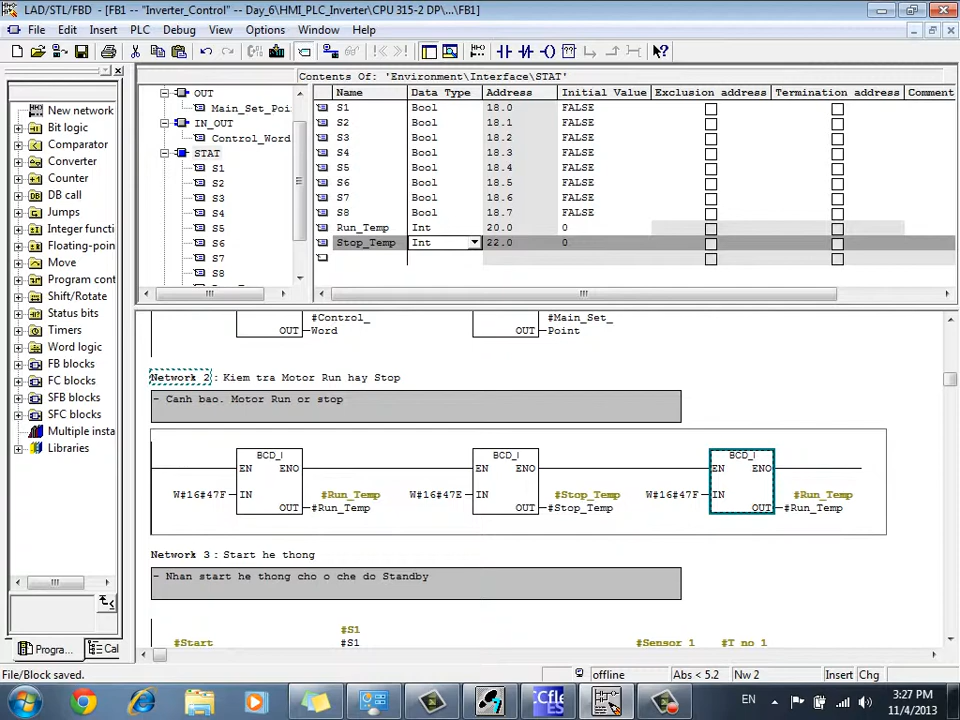 LAD/STL/FBD - [FB1 -- "Inverter_Control" -- Day_6\HMI_PLC_Inverter\CPU 315-2 DP\...\FB1]
File Edit Insert PLC Debug View Options Window Help
Contents Of: 'Environment\Interface\STAT'
OUT
Main_Set_Poi
IN_OUT
Control_Word
STAT
S1
S2
S3
S4
S5
S6
S7
S8
Name Data Type Address Initial Value Exclusion address Termination address Comment
S1 Bool 18.0 FALSE
S2 Bool 18.1 FALSE
S3 Bool 18.2 FALSE
S4 Bool 18.3 FALSE
S5 Bool 18.4 FALSE
S6 Bool 18.5 FALSE
S7 Bool 18.6 FALSE
S8 Bool 18.7 FALSE
Run_Temp Int 20.0 0
Stop_Temp Int 22.0 0
New network
Bit logic
Comparator
Converter
Counter
DB call
Jumps
Integer functi
Floating-poin
Move
Program cont
Shift/Rotate
Status bits
Timers
Word logic
FB blocks
FC blocks
SFB blocks
SFC blocks
Multiple insta
Libraries
Progra...
Cal
#Control_ #Main_Set_
OUT Word OUT Point
Network 2 : Kiem tra Motor Run hay Stop
- Canh bao. Motor Run or stop
BCD_I BCD_I BCD_I
EN ENO EN ENO EN ENO
W#16#47F IN #Run_Temp W#16#47E IN #Stop_Temp W#16#47F IN #Run_Temp
OUT #Run_Temp OUT #Stop_Temp OUT #Run_Temp
Network 3 : Start he thong
- Nhan start he thong cho o che do Standby
#S1
#Start #S1 #Sensor 1 #T no 1
File/Block saved. offline Abs < 5.2 Nw 2 Insert Chg
EN 3:27 PM
11/4/2013